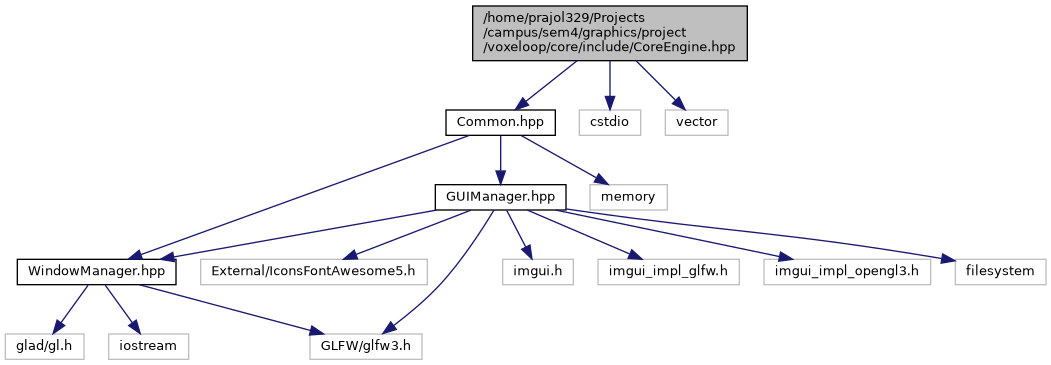 /home/prajol329/Projects
/campus/sem4/graphics/project
/voxeloop/core/include/CoreEngine.hpp
Common.hpp
cstdio
vector
GUIManager.hpp
memory
WindowManager.hpp
External/IconsFontAwesome5.h
imgui.h
imgui_impl_glfw.h
imgui_impl_opengl3.h
filesystem
glad/gl.h
iostream
GLFW/glfw3.h